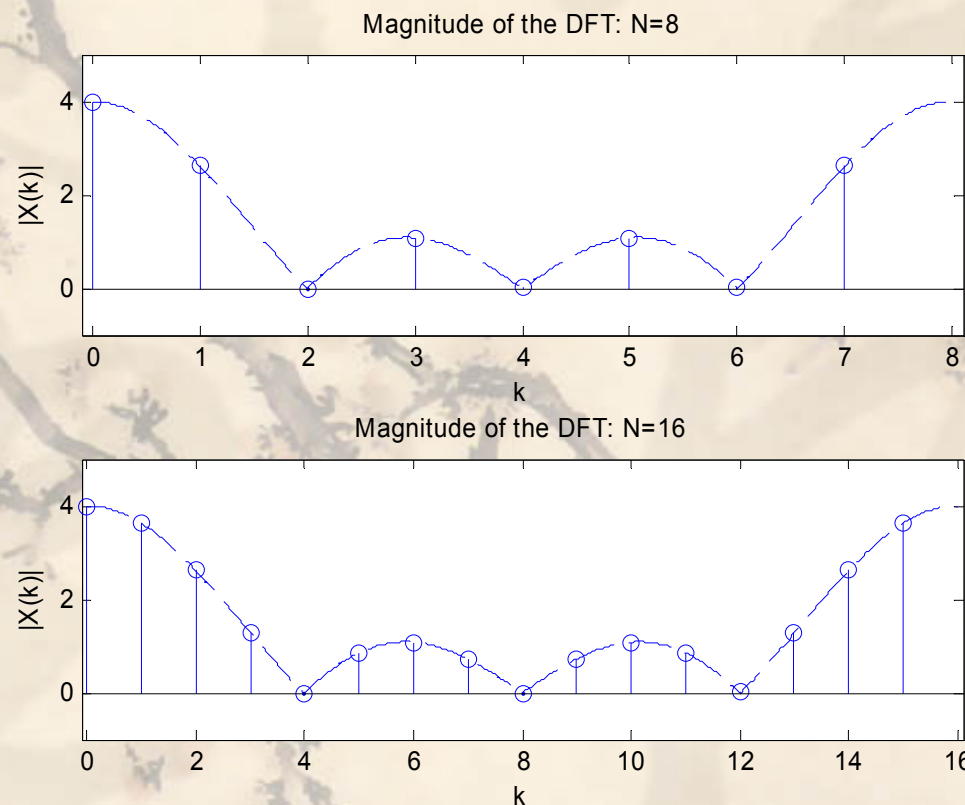 Magnitude of the DFT: N=8
4
2
0
|X(k)|
0 1 2 3 4 5 6 7 8
k
Magnitude of the DFT: N=16
4
2
0
|X(k)|
0 2 4 6 8 10 12 14 16
k